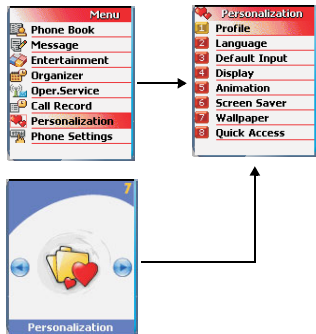 Menu
Phone Book
Message
Entertainment
Organizer
Oper.Service
Call Record
Personalization
Phone Settings
Personalization
1 Profile
2 Language
3 Default Input
4 Display
5 Animation
6 Screen Saver
7 Wallpaper
8 Quick Access
7
Personalization